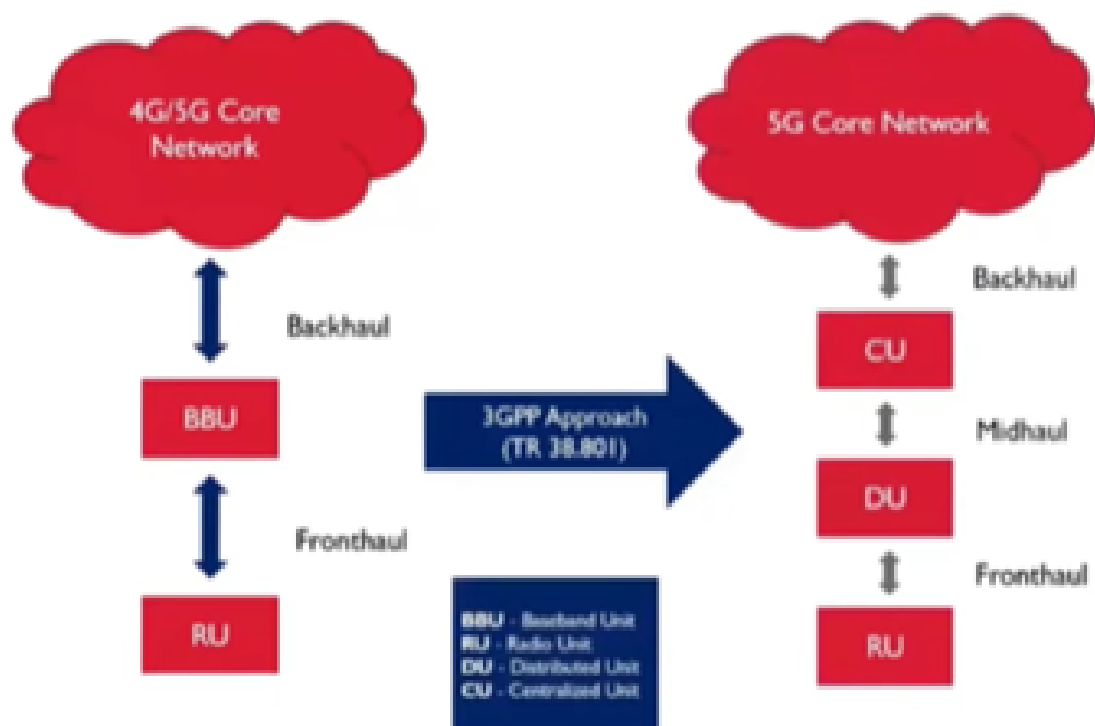 4G/5G Core
Network
Backhaul
BBU
Fronthaul
RU
3GPP Approach
(TR 38.801)
BBU - Baseband Unit
RU - Radio Unit
DU - Distributed Unit
CU - Centralized Unit
5G Core Network
Backhaul
CU
Midhaul
DU
Fronthaul
RU